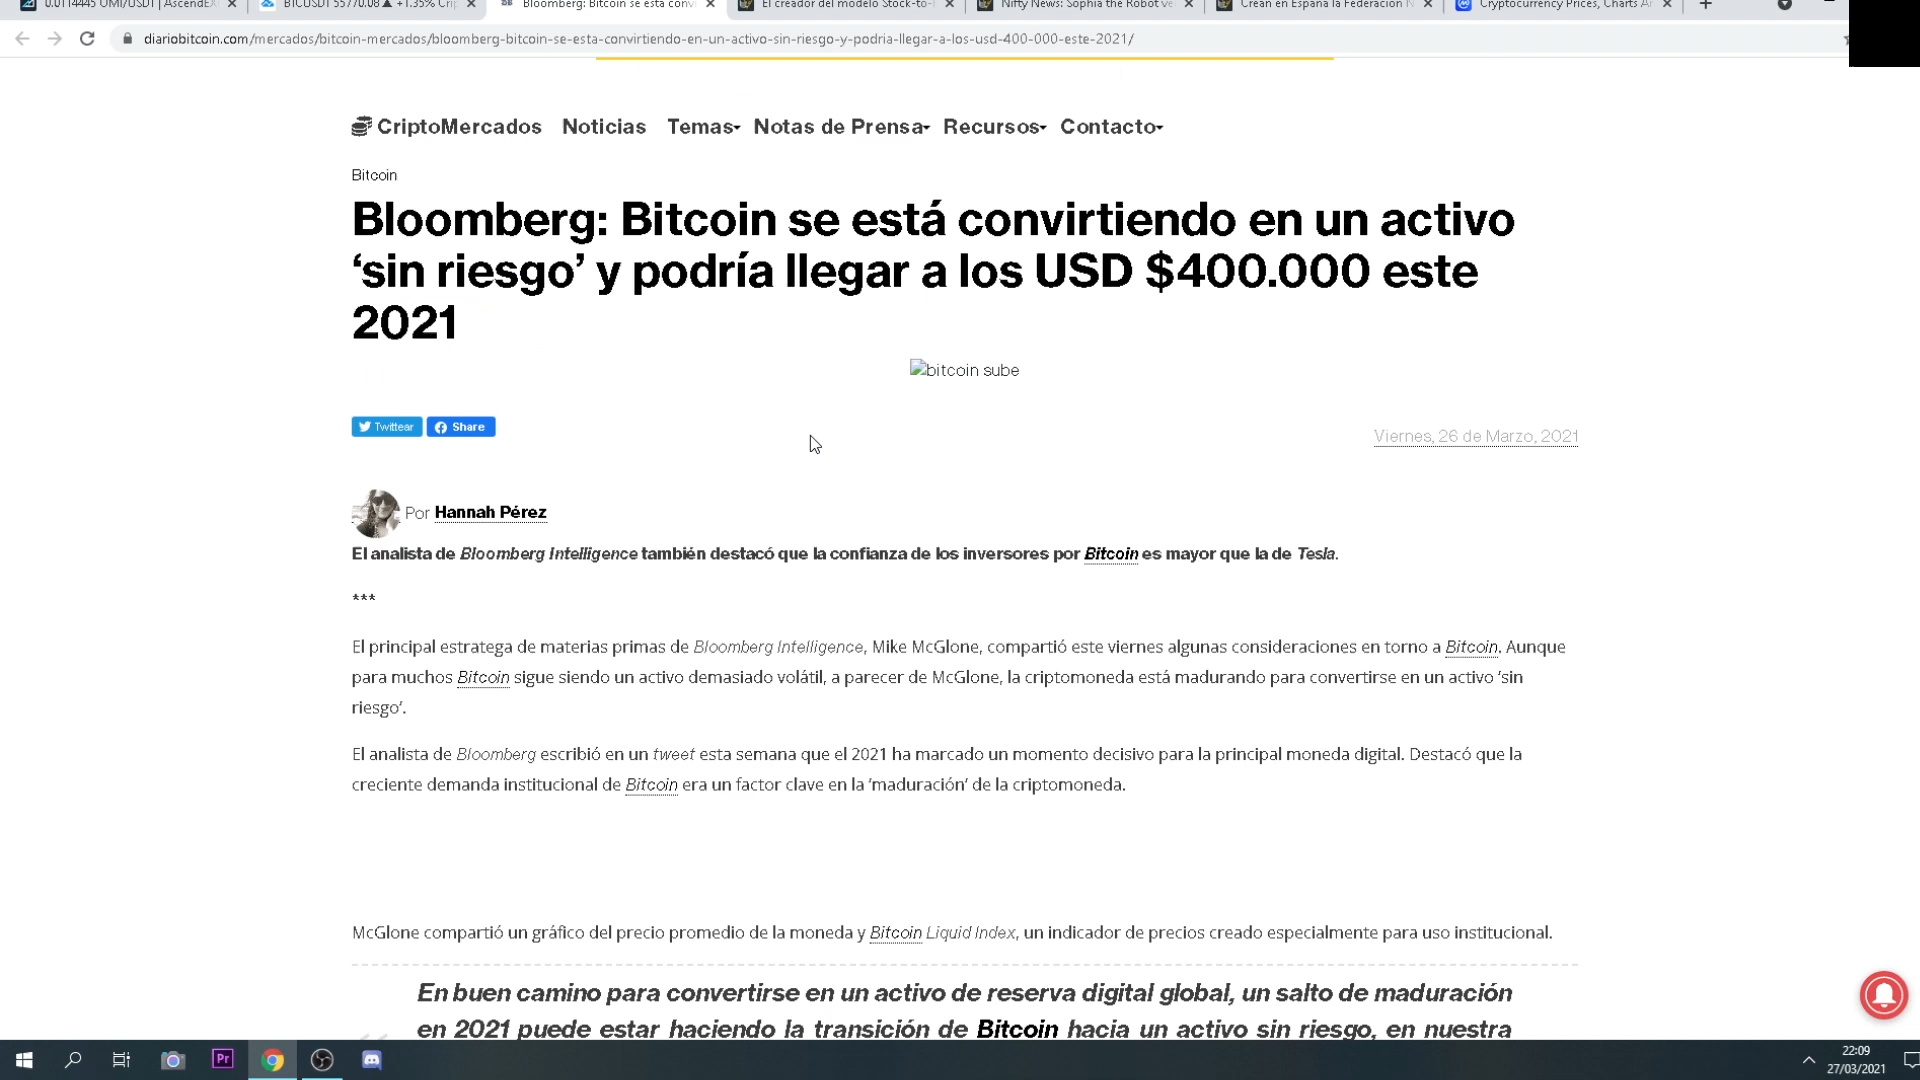 0.0114445 OMI/USDT | AscendEX
BTCUSDT 55770.08 ▲ +1.35%
Bloomberg: Bitcoin se está conv
El creador del modelo Stock-to-
Nifty News: Sophia the Robot
Crean en España la Federación
Cryptocurrency Prices, Charts
diariobitcoin.com/mercados/bitcoin-mercados/bloomberg-bitcoin-se-esta-convirtiendo-en-un-activo-sin-riesgo-y-podria-llegar-a-los-usd-400-000-este-2021/
CriptoMercados Noticias Temas Notas de Prensa Recursos Contacto
Bitcoin
Bloomberg: Bitcoin se está convirtiendo en un activo
‘sin riesgo’ y podría llegar a los USD $400.000 este
2021
bitcoin sube
Twittear Share
Viernes, 26 de Marzo, 2021
Por Hannah Pérez
El analista de Bloomberg Intelligence también destacó que la confianza de los inversores por Bitcoin es mayor que la de Tesla.
***
El principal estratega de materias primas de Bloomberg Intelligence, Mike McGlone, compartió este viernes algunas consideraciones en torno a Bitcoin. Aunque
para muchos Bitcoin sigue siendo un activo demasiado volátil, a parecer de McGlone, la criptomoneda está madurando para convertirse en un activo ‘sin
riesgo’.
El analista de Bloomberg escribió en un tweet esta semana que el 2021 ha marcado un momento decisivo para la principal moneda digital. Destacó que la
creciente demanda institucional de Bitcoin era un factor clave en la ‘maduración’ de la criptomoneda.
McGlone compartió un gráfico del precio promedio de la moneda y Bitcoin Liquid Index, un indicador de precios creado especialmente para uso institucional.
En buen camino para convertirse en un activo de reserva digital global, un salto de maduración
en 2021 puede estar haciendo la transición de Bitcoin hacia un activo sin riesgo, en nuestra
Pr
22:09
27/03/2021